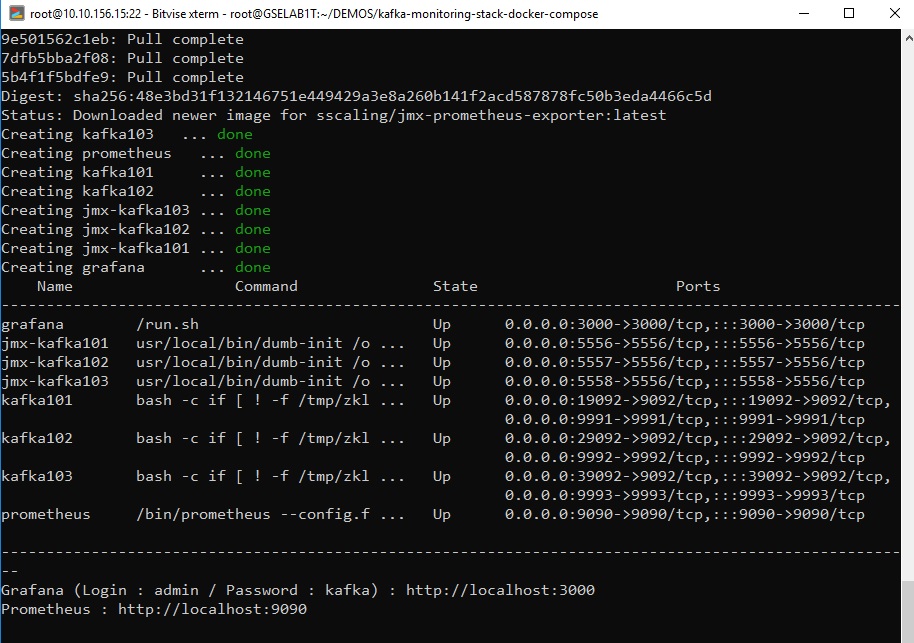 root@10.10.156.15:22 - Bitvise xterm - root@GSELAB1T:~/DEMOS/kafka-monitoring-stack-docker-compose
9e501562c1eb: Pull complete
7dfb5bba2f08: Pull complete
5b4f1f5bdfe9: Pull complete
Digest: sha256:48e3bd31f132146751e449429a3e8a260b141f2acd587878fc50b3eda4466c5d
Status: Downloaded newer image for sscaling/jmx-prometheus-exporter:latest
Creating kafka103   ... done
Creating prometheus   ... done
Creating kafka101     ... done
Creating kafka102     ... done
Creating jmx-kafka103 ... done
Creating jmx-kafka102 ... done
Creating jmx-kafka101 ... done
Creating grafana      ... done
    Name                  Command               State                      Ports
----------------------------------------------------------------------------------------------------
grafana        /run.sh                          Up      0.0.0.0:3000->3000/tcp,:::3000->3000/tcp
jmx-kafka101   usr/local/bin/dumb-init /o ...   Up      0.0.0.0:5556->5556/tcp,:::5556->5556/tcp
jmx-kafka102   usr/local/bin/dumb-init /o ...   Up      0.0.0.0:5557->5556/tcp,:::5557->5556/tcp
jmx-kafka103   usr/local/bin/dumb-init /o ...   Up      0.0.0.0:5558->5556/tcp,:::5558->5556/tcp
kafka101       bash -c if [ ! -f /tmp/zkl ...   Up      0.0.0.0:19092->9092/tcp,:::19092->9092/tcp,
                                                        0.0.0.0:9991->9991/tcp,:::9991->9991/tcp
kafka102       bash -c if [ ! -f /tmp/zkl ...   Up      0.0.0.0:29092->9092/tcp,:::29092->9092/tcp,
                                                        0.0.0.0:9992->9992/tcp,:::9992->9992/tcp
kafka103       bash -c if [ ! -f /tmp/zkl ...   Up      0.0.0.0:39092->9092/tcp,:::39092->9092/tcp,
                                                        0.0.0.0:9993->9993/tcp,:::9993->9993/tcp
prometheus     /bin/prometheus --config.f ...   Up      0.0.0.0:9090->9090/tcp,:::9090->9090/tcp
----------------------------------------------------------------------------------------------------
--
Grafana (Login : admin / Password : kafka) : http://localhost:3000
Prometheus : http://localhost:9090